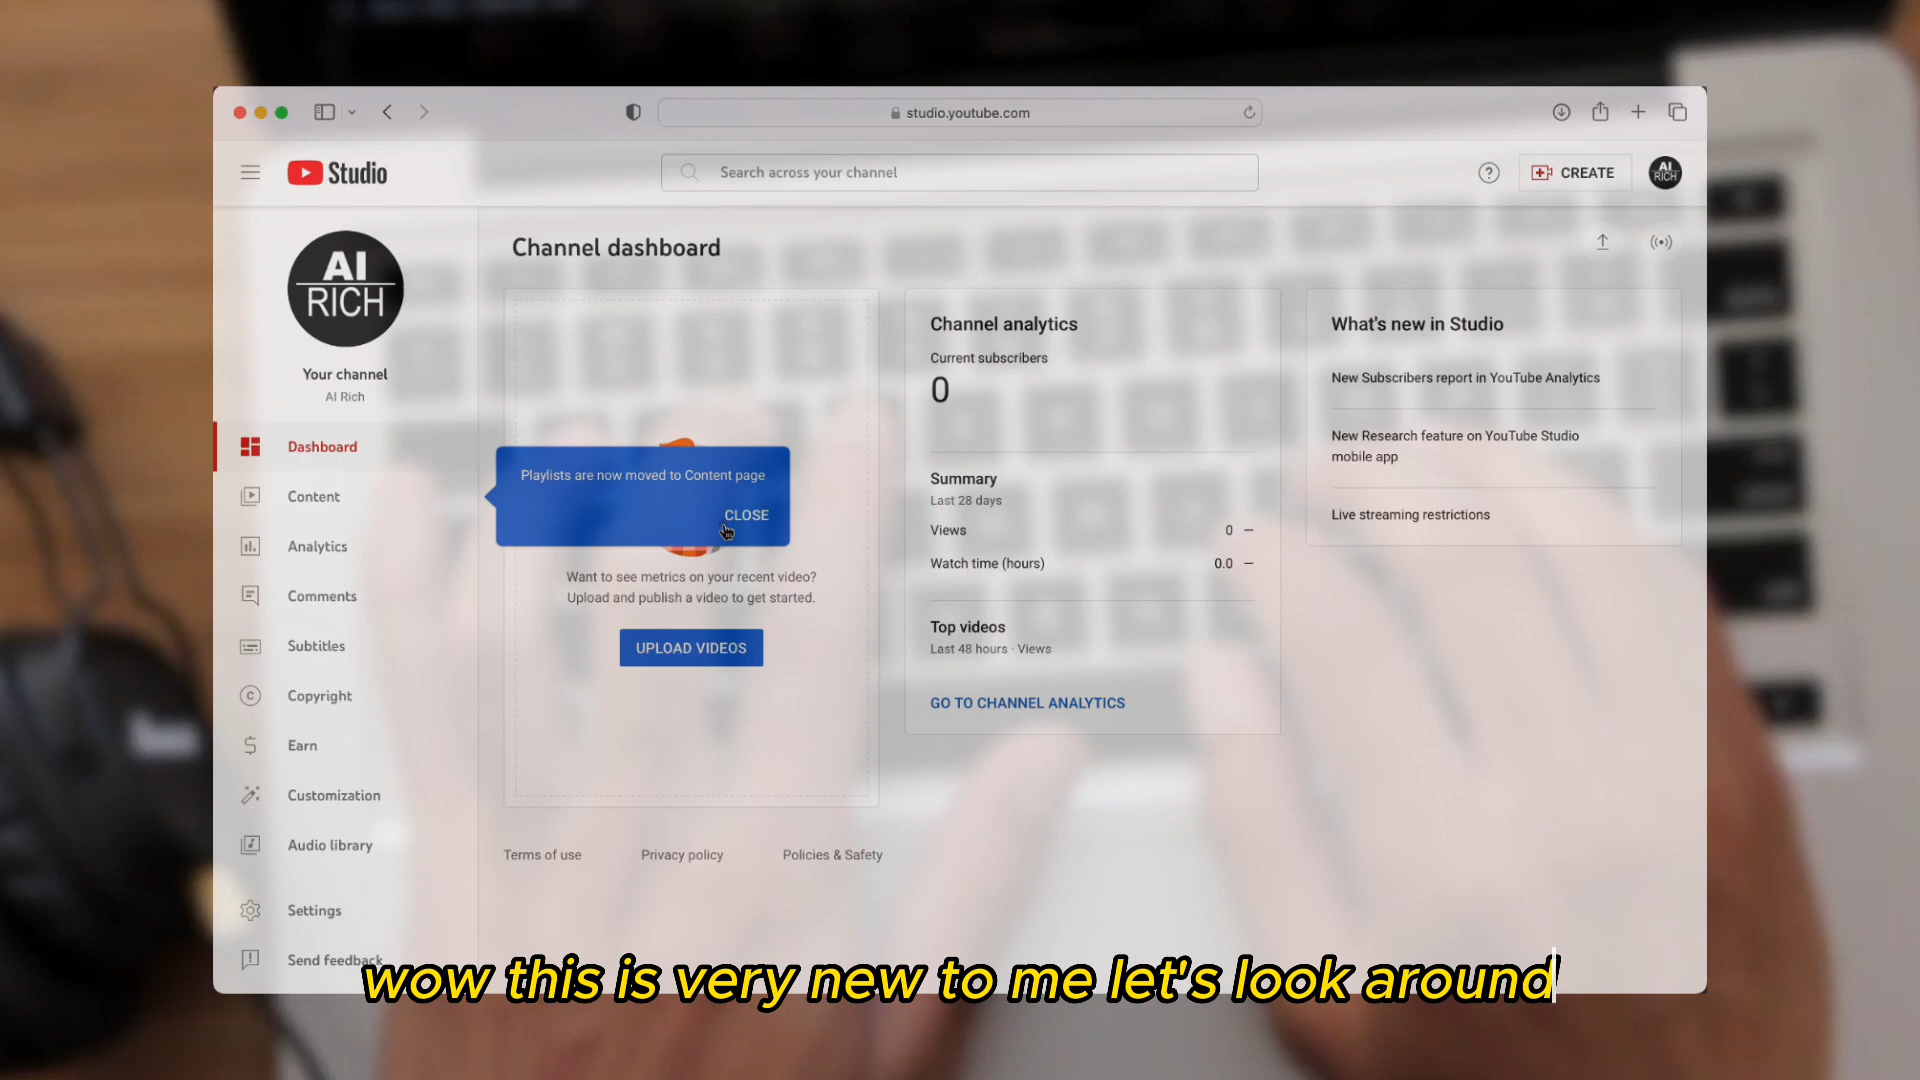 studio.youtube.com
Studio
Search across your channel
CREATE
AI
RICH
AI
RICH
Your channel
AI Rich
Dashboard
Content
Analytics
Comments
Subtitles
Copyright
Earn
Customization
Audio library
Settings
Send feedback
Channel dashboard
Playlists are now moved to Content page
CLOSE
Want to see metrics on your recent video?
Upload and publish a video to get started.
UPLOAD VIDEOS
Channel analytics
Current subscribers
0
Summary
Last 28 days
Views 0 —
Watch time (hours) 0.0 —
Top videos
Last 48 hours · Views
GO TO CHANNEL ANALYTICS
What's new in Studio
New Subscribers report in YouTube Analytics
New Research feature on YouTube Studio
mobile app
Live streaming restrictions
Terms of use Privacy policy Policies & Safety
wow this is very new to me let's look around